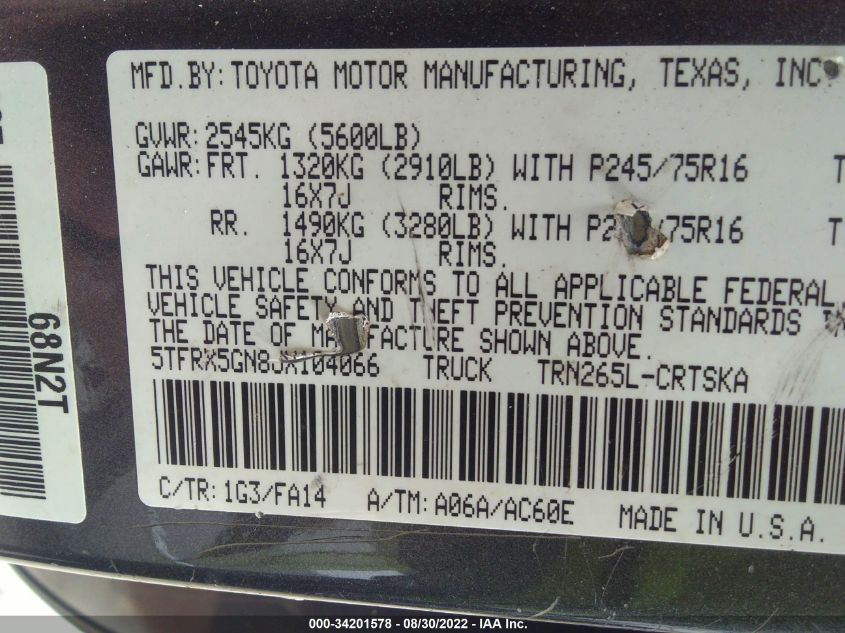 MFD.BY: TOYOTA MOTOR MANUFACTURING, TEXAS, INC.
GVWR: 2545KG (5600LB)
GAWR: FRT. 1320KG (2910LB) WITH P245/75R16 T
16X7J RIMS.
RR. 1490KG (3280LB) WITH /75R16 T
16X7J RIMS.
THIS VEHICLE CONFORMS TO ALL APPLICABLE FEDERAL
VEHICLE SAFETY AND THEFT PREVENTION STANDARDS
THE DATE OF MANUFACTURE SHOWN ABOVE.
5TFRX5GN8JX104066 TRUCK TRN265L-CRTSKA
C/TR: 1G3/FA14 A/TM: A06A/AC60E MADE IN U.S.A.
68N2T
000-34201578 - 08/30/2022 - IAA Inc.